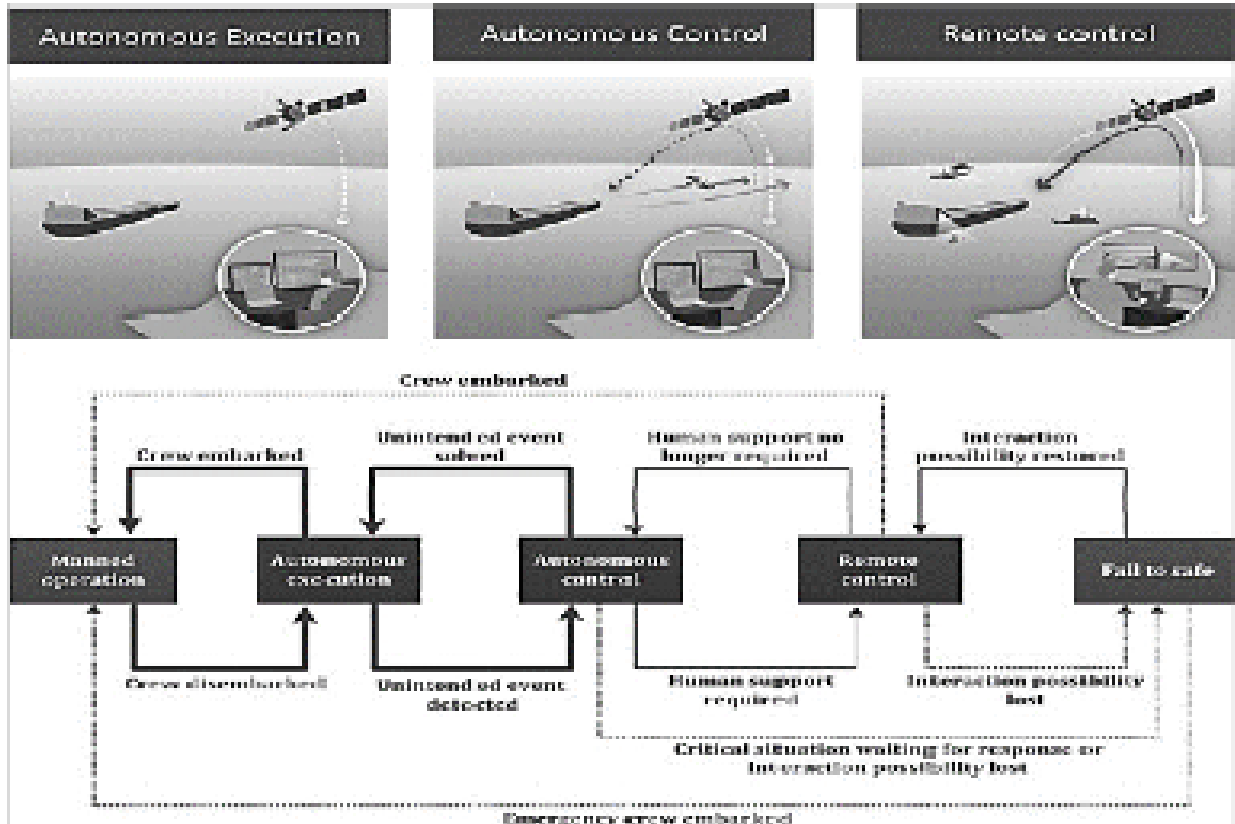 Autonomous Execution
Autonomous Control
Remote control
Crew embarked
Crew embarked
Unintended event
solved
Human support no
longer required
Interaction
possibility restored
Manned
operation
Autonomous
execution
Autonomous
control
Remote
control
Fail to safe
Crew disembarked
Unintended event
detected
Human support
required
Interaction possibility
lost
Critical situation waiting for response or
Interaction possibility lost
Emergency crew embarked